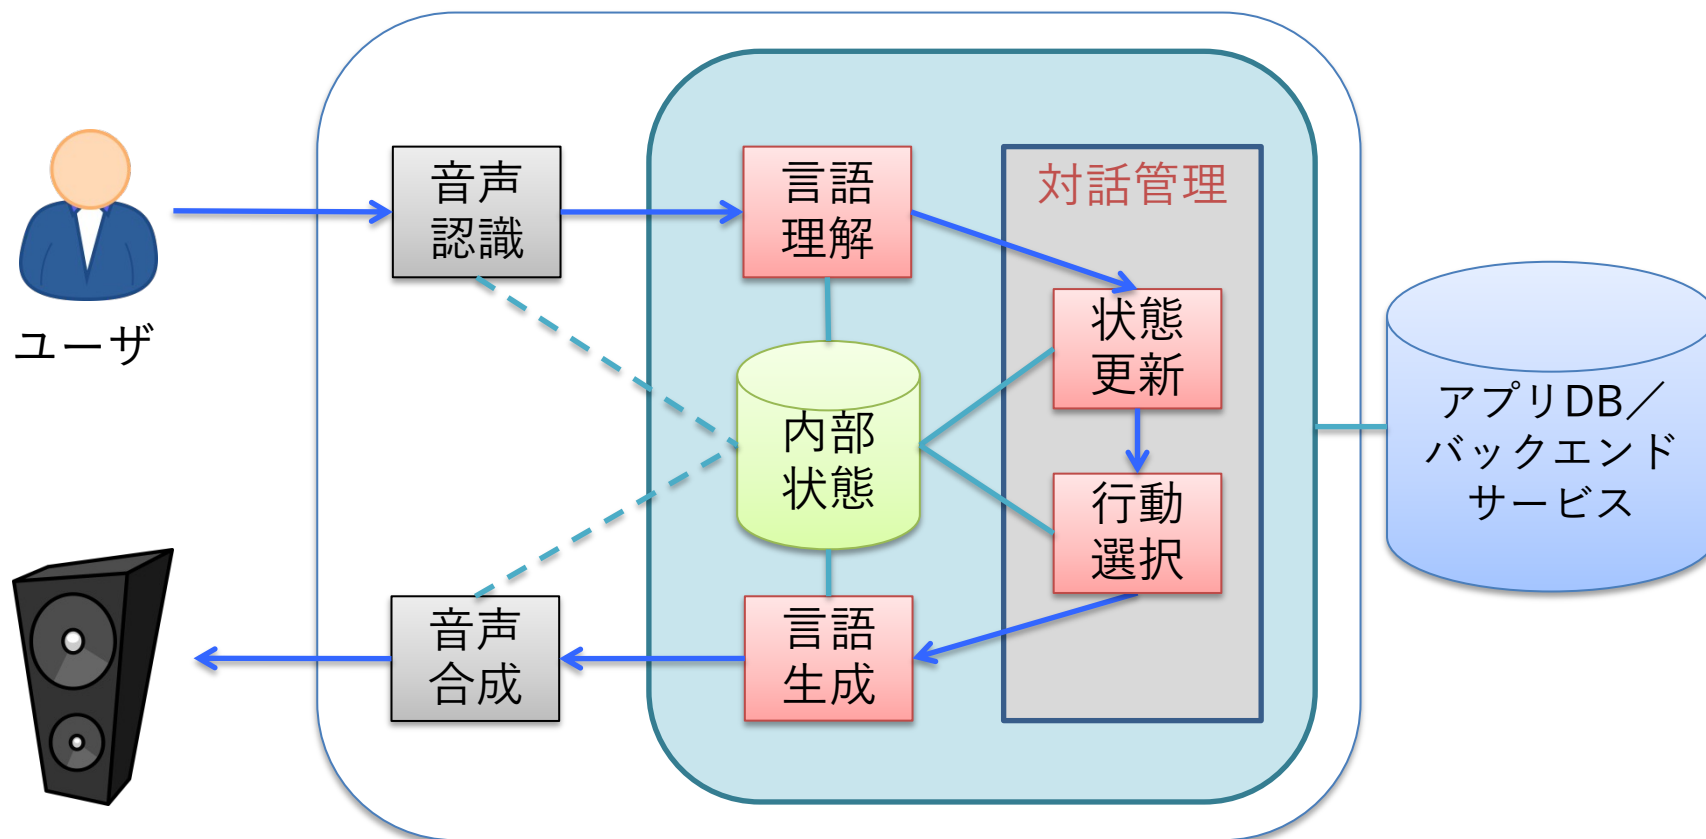 ユーザ
音声
認識
言語
理解
対話管理
状態
更新
内部
状態
行動
選択
音声
合成
言語
生成
アプリDB／
バックエンド
サービス